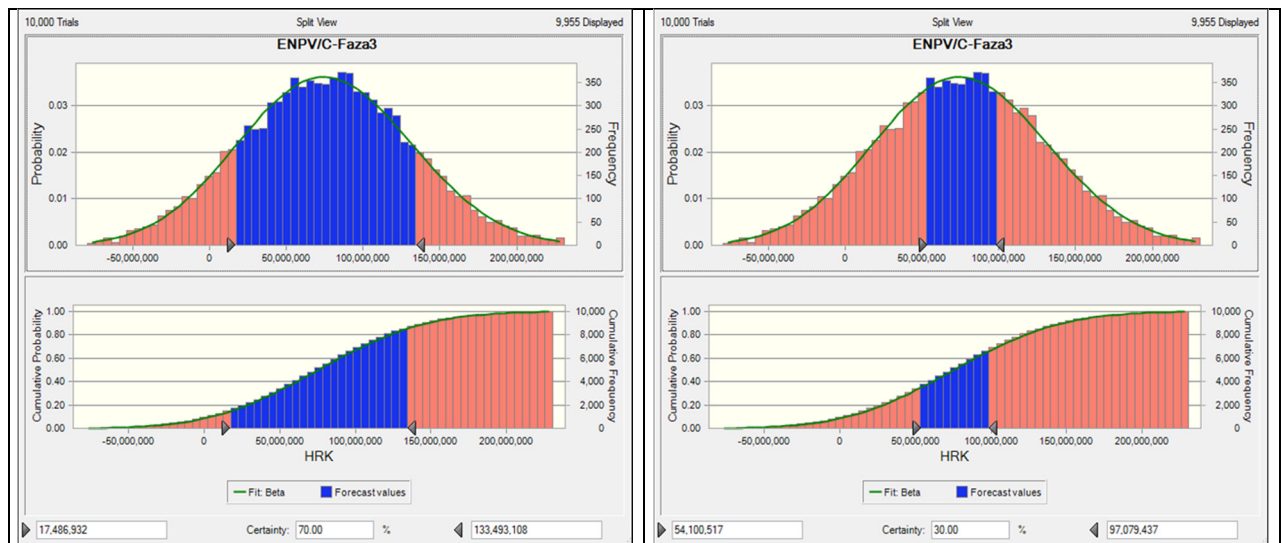 10,000 Trials Split View 9,955 Displayed
ENPV/C-Faza3
Probability
0.03
0.02
0.01
0.00
350
300
250
200
150
100
50
0
Frequency
-50,000,000 0 50,000,000 100,000,000 150,000,000 200,000,000
Cumulative Probability
1.00
0.80
0.60
0.40
0.20
0.00
10,000
8,000
6,000
4,000
2,000
0
Cumulative Frequency
-50,000,000 0 50,000,000 100,000,000 150,000,000 200,000,000
HRK
Fit: Beta Forecast values
17,486,932 Certainty: 70.00 % 133,493,108
10,000 Trials Split View 9,955 Displayed
ENPV/C-Faza3
Probability
0.03
0.02
0.01
0.00
350
300
250
200
150
100
50
0
Frequency
-50,000,000 0 50,000,000 100,000,000 150,000,000 200,000,000
Cumulative Probability
1.00
0.80
0.60
0.40
0.20
0.00
10,000
8,000
6,000
4,000
2,000
0
Cumulative Frequency
-50,000,000 0 50,000,000 100,000,000 150,000,000 200,000,000
HRK
Fit: Beta Forecast values
54,100,517 Certainty: 30.00 % 97,079,437